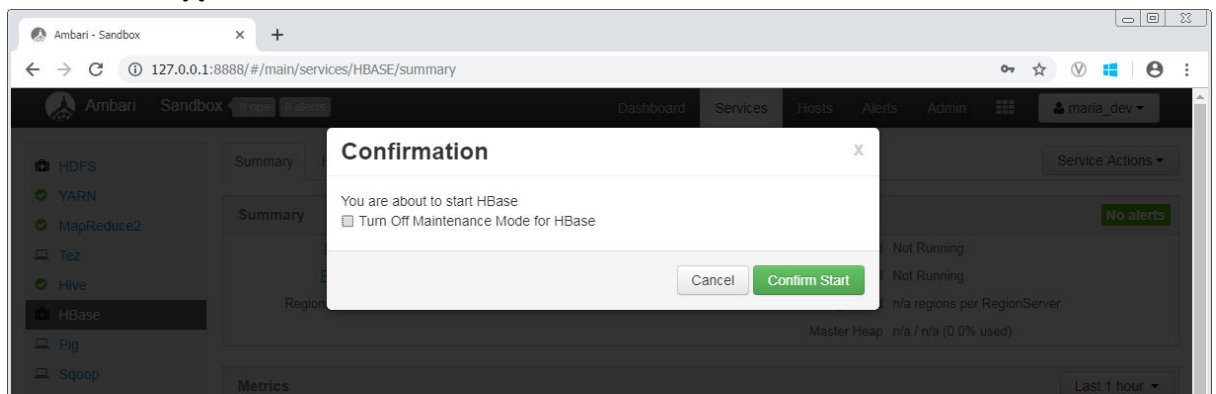 Ambari - Sandbox
127.0.0.1:8888/#/main/services/HBASE/summary
Ambari Sandbox 0 ops 0 alerts Dashboard Services Hosts Alerts Admin maria_dev
Confirmation x
HDFS Summary Service Actions
YARN You are about to start HBase
Turn Off Maintenance Mode for HBase
MapReduce2 Summary No alerts
Tez Not Running
Hive Cancel Confirm Start Not Running
HBase Region n/a regions per RegionServer
Pig Master Heap n/a / n/a (0.0% used)
Sqoop Metrics Last 1 hour